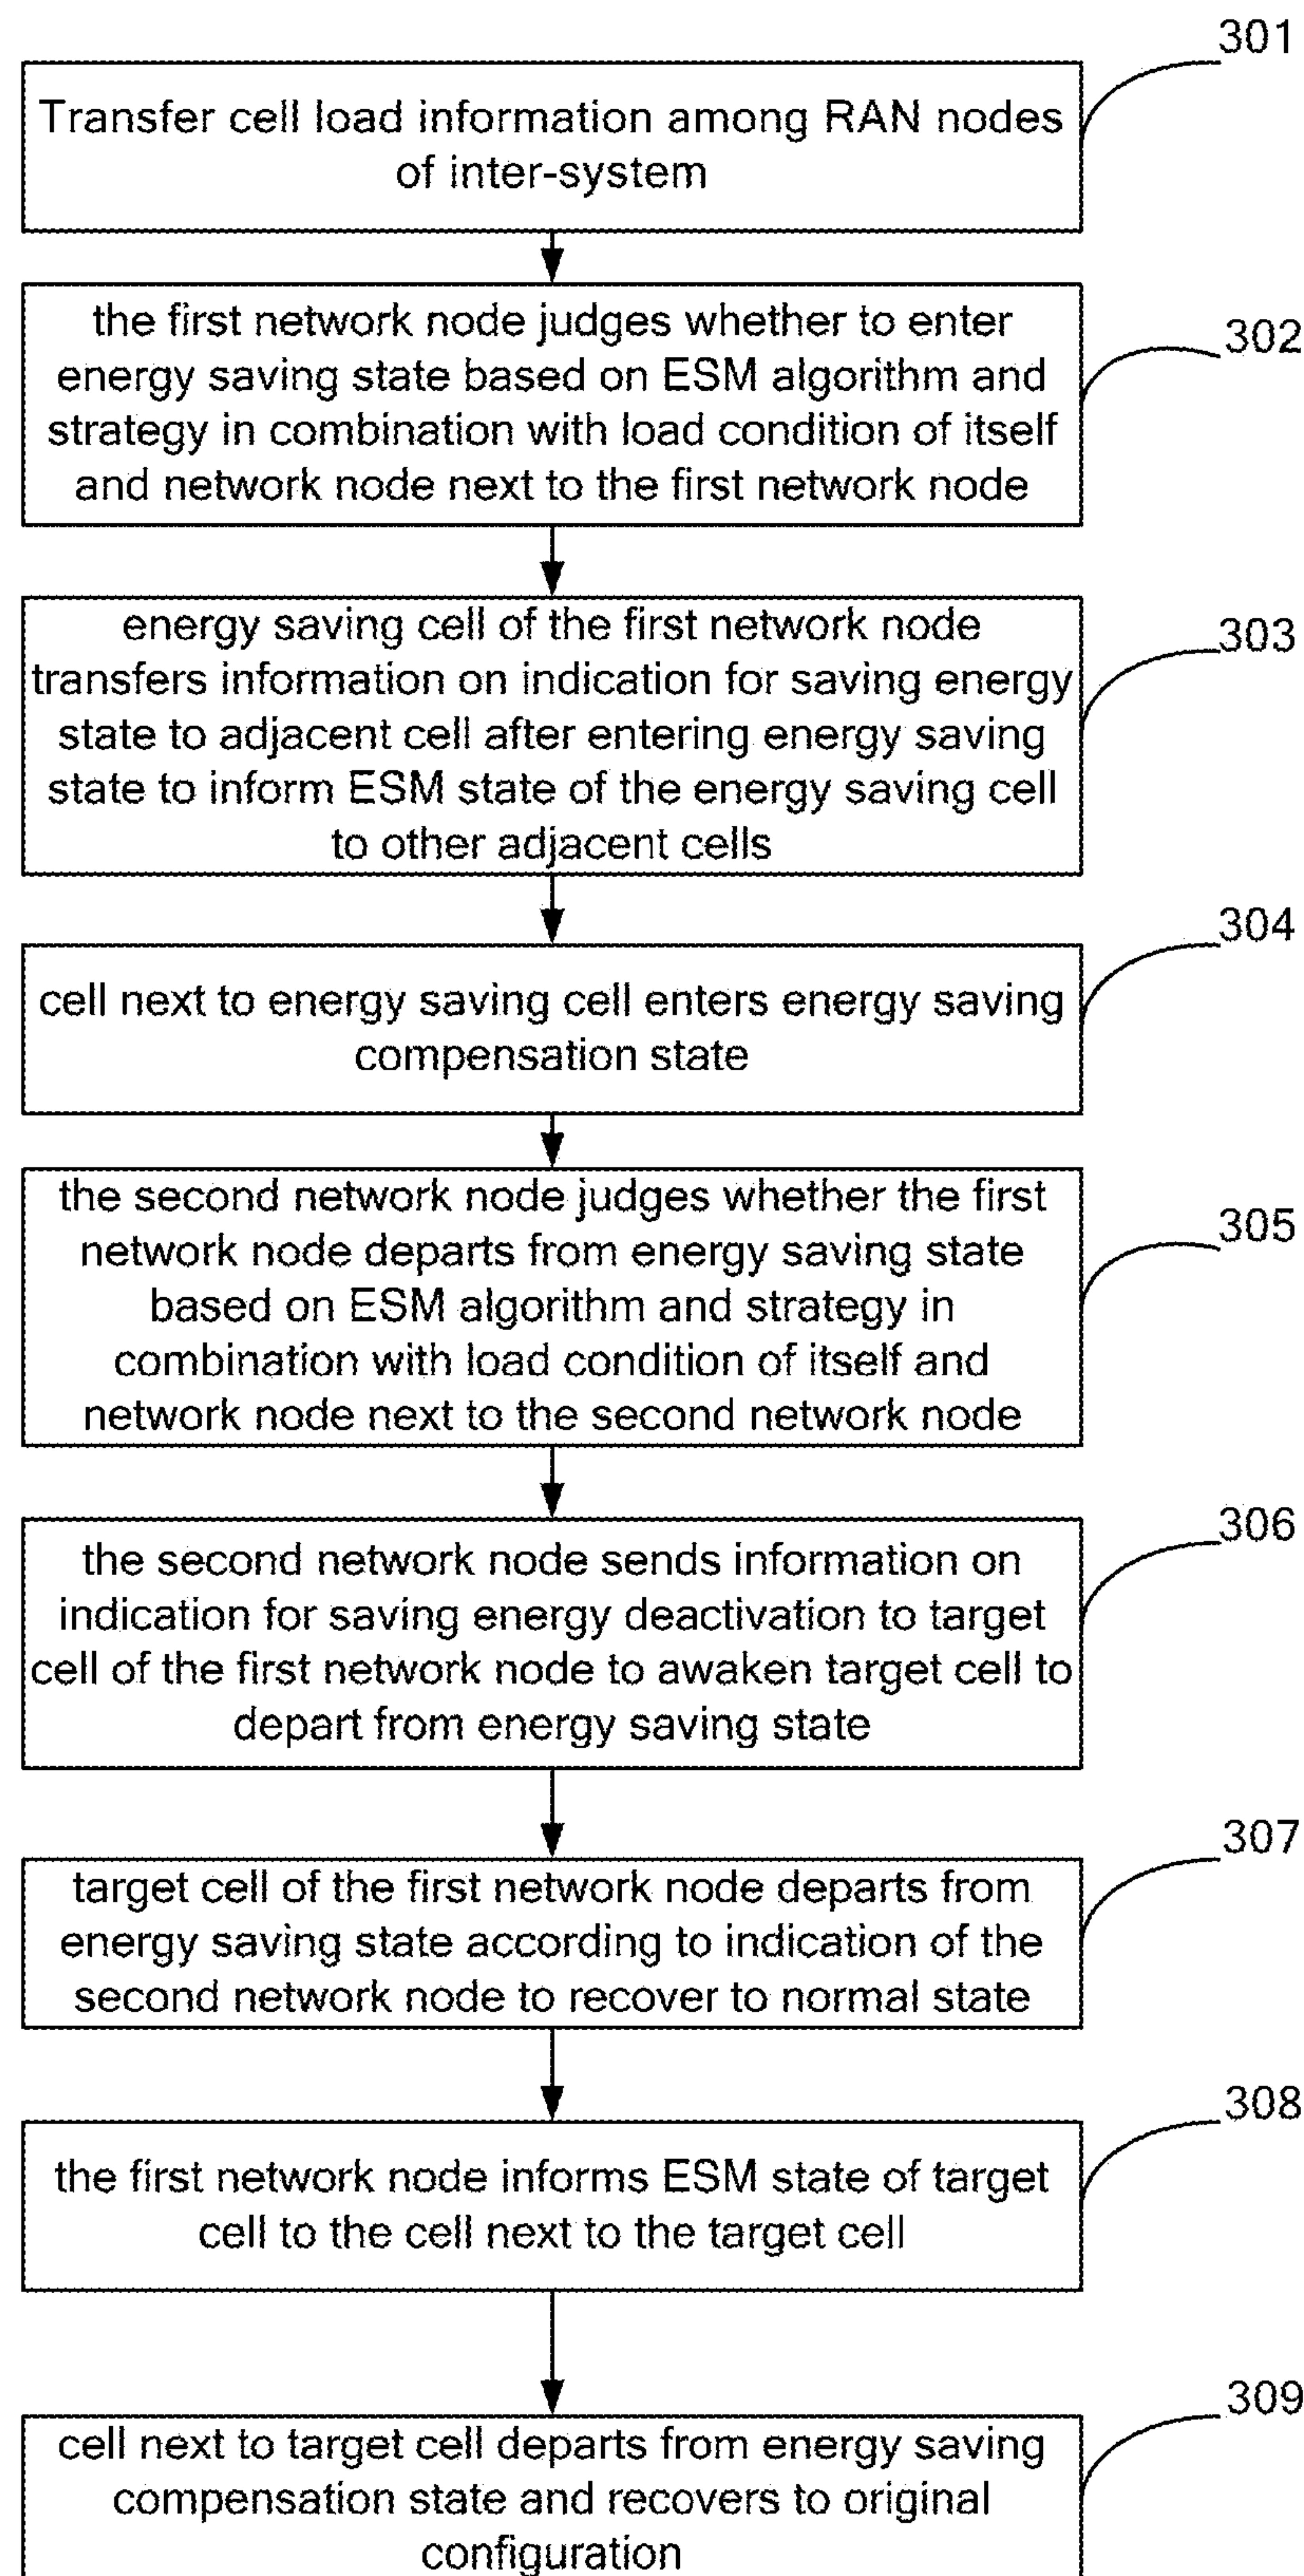 301
Transfer cell load information among RAN nodes
of inter-system
302
the first network node judges whether to enter
energy saving state based on ESM algorithm and
strategy in combination with load condition of itself
and network node next to the first network node
303
energy saving cell of the first network node
transfers information on indication for saving energy
state to adjacent cell after entering energy saving
state to inform ESM state of the energy saving cell
to other adjacent cells
304
cell next to energy saving cell enters energy saving
compensation state
305
the second network node judges whether the first
network node departs from energy saving state
based on ESM algorithm and strategy in
combination with load condition of itself and
network node next to the second network node
306
the second network node sends information on
indication for saving energy deactivation to target
cell of the first network node to awaken target cell to
depart from energy saving state
307
target cell of the first network node departs from
energy saving state according to indication of the
second network node to recover to normal state
308
the first network node informs ESM state of target
cell to the cell next to the target cell
309
cell next to target cell departs from energy saving
compensation state and recovers to original
configuration